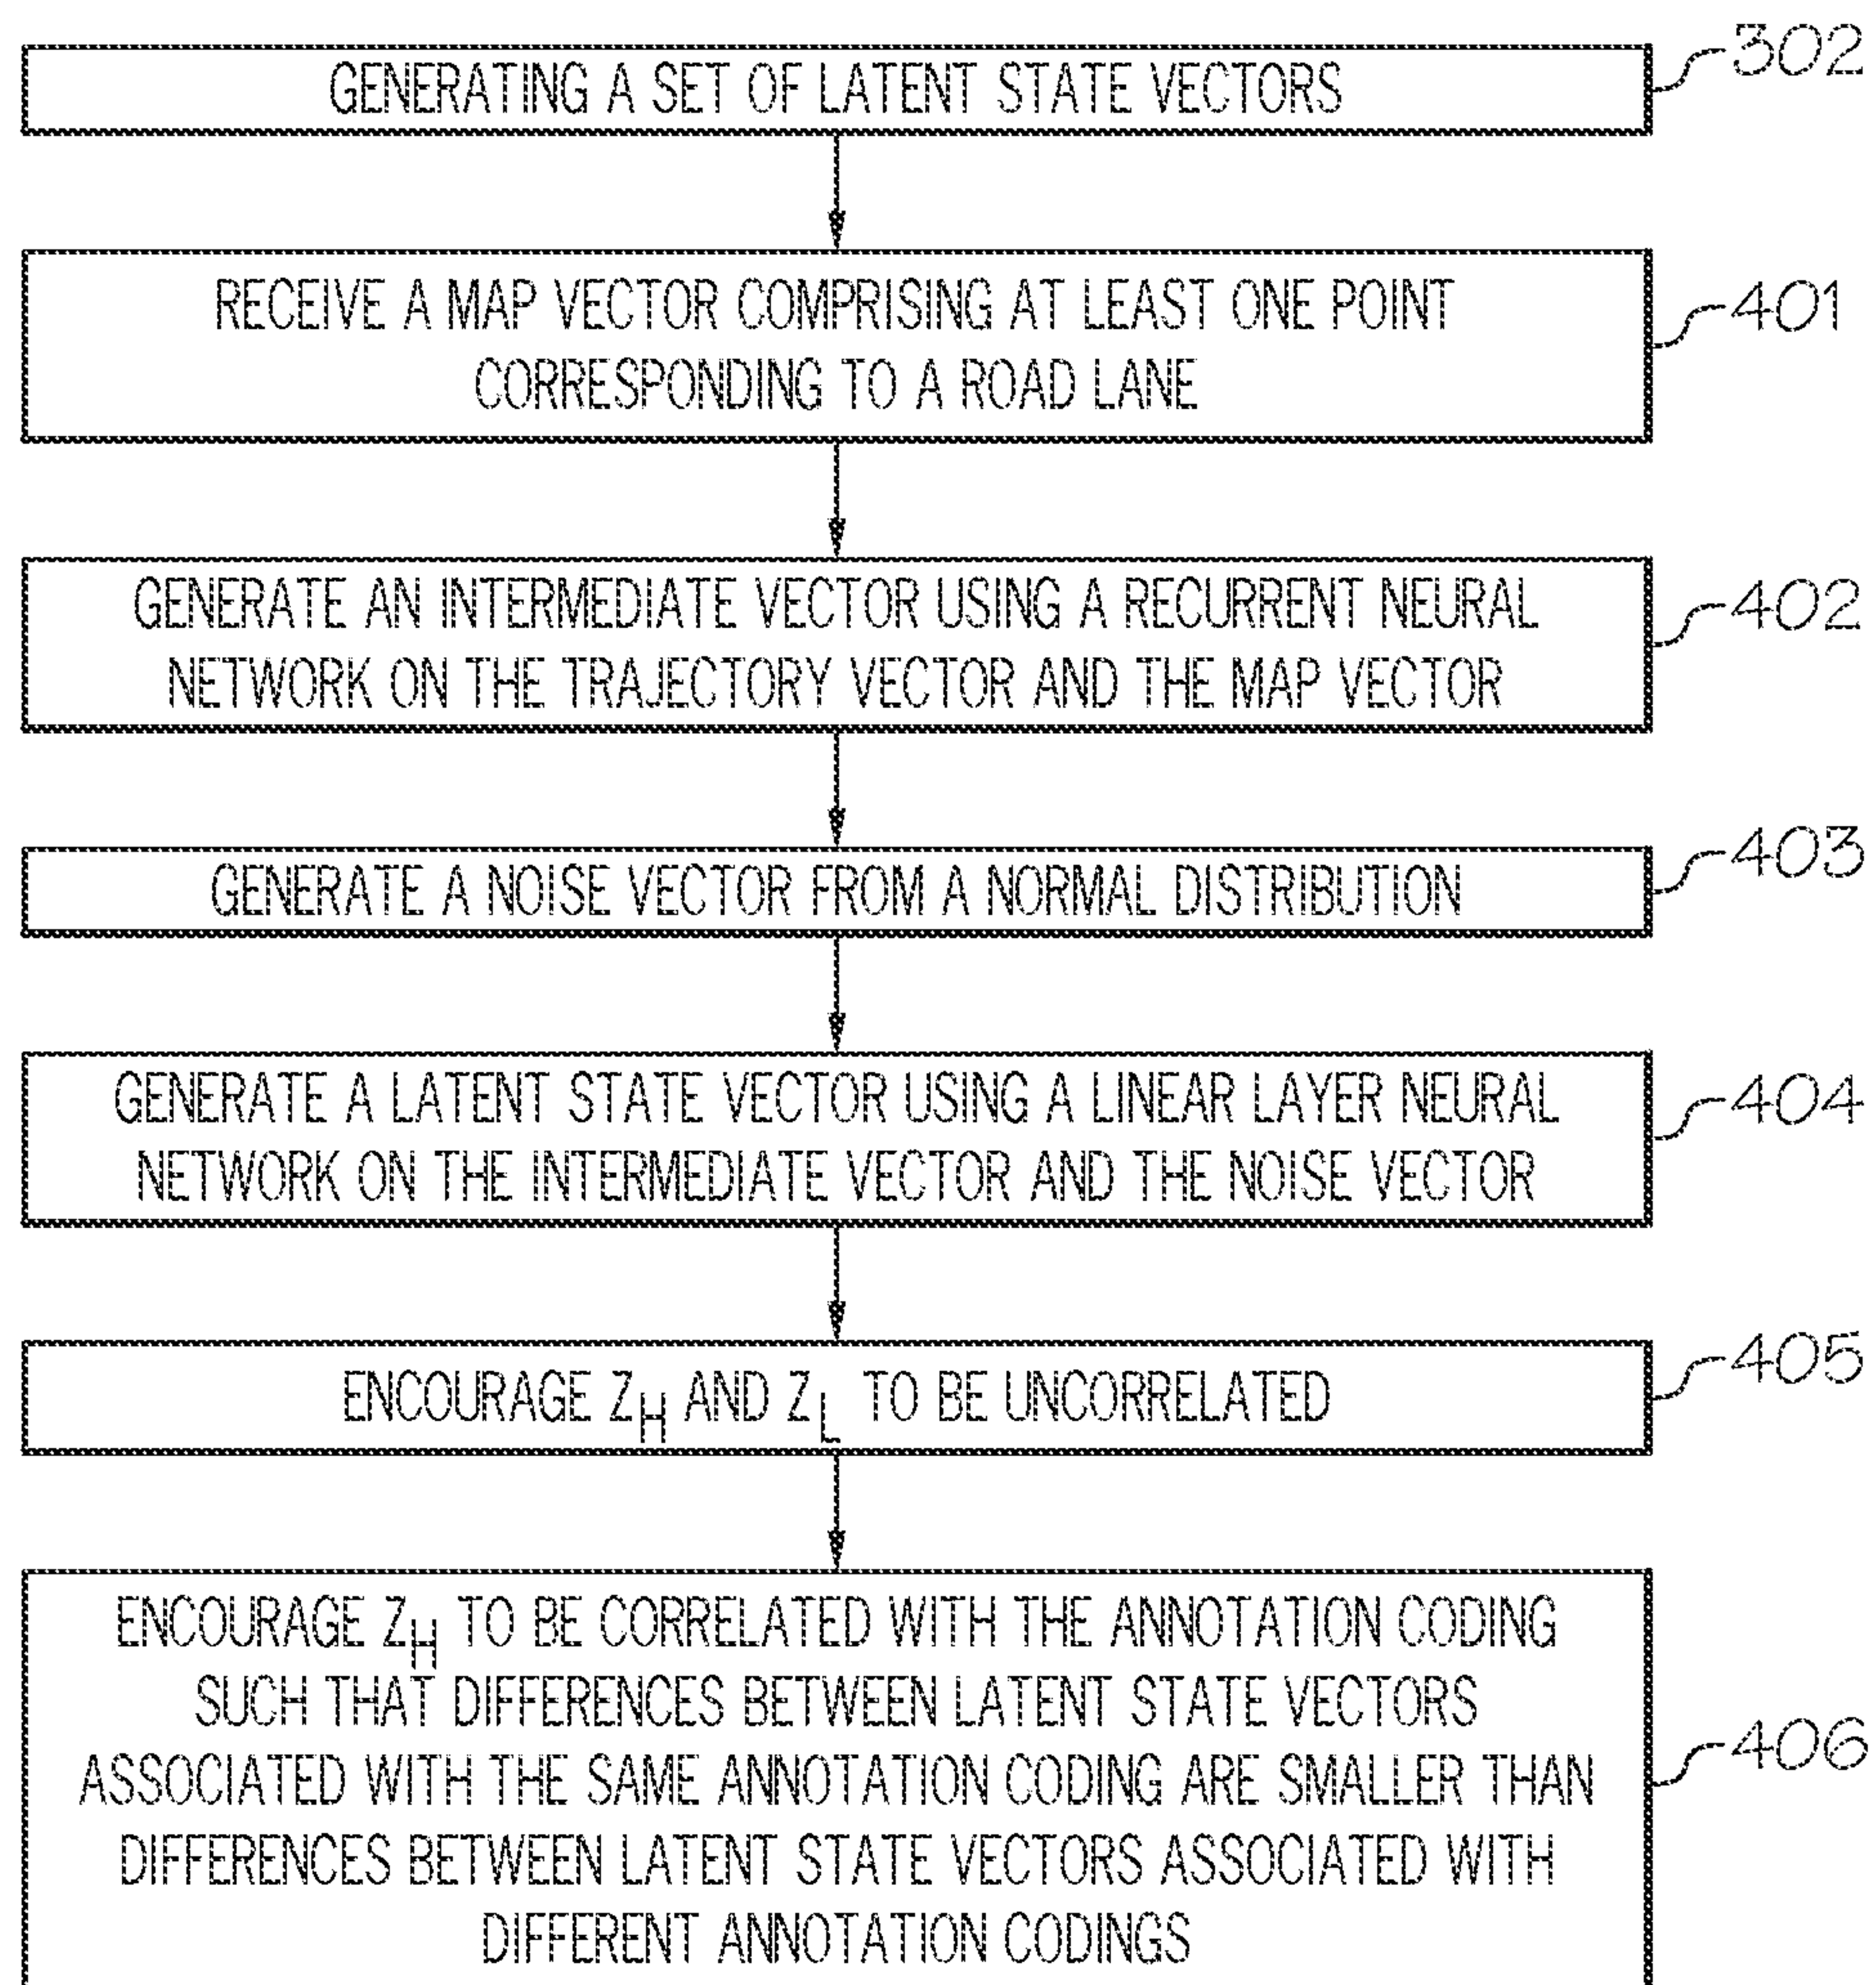 GENERATING A SET OF LATENT STATE VECTORS
302
RECEIVE A MAP VECTOR COMPRISING AT LEAST ONE POINT
CORRESPONDING TO A ROAD LANE
401
GENERATE AN INTERMEDIATE VECTOR USING A RECURRENT NEURAL
NETWORK ON THE TRAJECTORY VECTOR AND THE MAP VECTOR
402
GENERATE A NOISE VECTOR FROM A NORMAL DISTRIBUTION
403
GENERATE A LATENT STATE VECTOR USING A LINEAR LAYER NEURAL
NETWORK ON THE INTERMEDIATE VECTOR AND THE NOISE VECTOR
404
ENCOURAGE Z_H AND Z_L TO BE UNCORRELATED
405
ENCOURAGE Z_H TO BE CORRELATED WITH THE ANNOTATION CODING
SUCH THAT DIFFERENCES BETWEEN LATENT STATE VECTORS
ASSOCIATED WITH THE SAME ANNOTATION CODING ARE SMALLER THAN
DIFFERENCES BETWEEN LATENT STATE VECTORS ASSOCIATED WITH
DIFFERENT ANNOTATION CODINGS
406